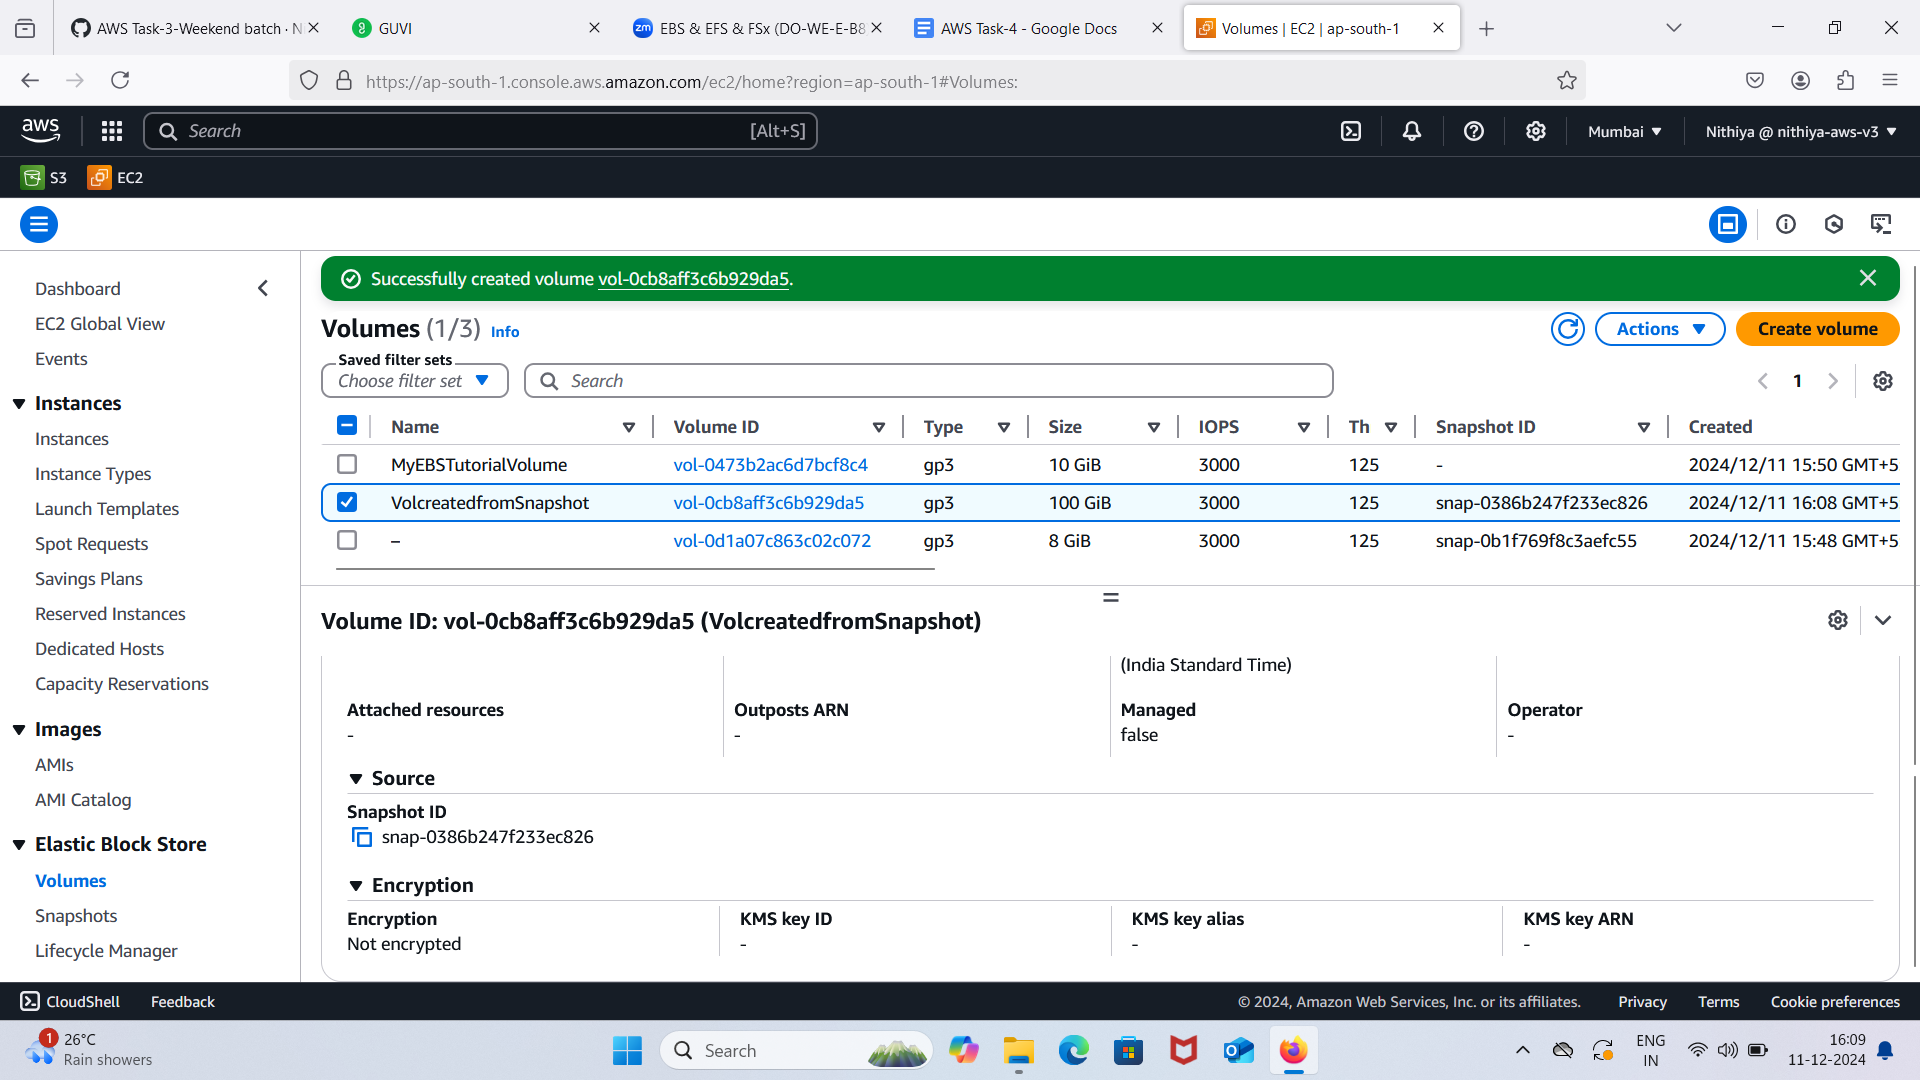 AWS Task-3-Weekend batch · N
GUVI
EBS & EFS & FSx (DO-WE-E-B8
AWS Task-4 - Google Docs
Volumes | EC2 | ap-south-1
https://ap-south-1.console.aws.amazon.com/ec2/home?region=ap-south-1#Volumes:
aws
Search
[Alt+S]
Mumbai
Nithiya @ nithiya-aws-v3
S3
EC2
Dashboard
EC2 Global View
Events
Instances
Instances
Instance Types
Launch Templates
Spot Requests
Savings Plans
Reserved Instances
Dedicated Hosts
Capacity Reservations
Images
AMIs
AMI Catalog
Elastic Block Store
Volumes
Snapshots
Lifecycle Manager
Successfully created volume vol-0cb8aff3c6b929da5.
Volumes (1/3) Info
Actions
Create volume
Saved filter sets
Choose filter set
Search
1
Name Volume ID Type Size IOPS Th Snapshot ID Created
MyEBSTutorialVolume vol-0473b2ac6d7bcf8c4 gp3 10 GiB 3000 125 - 2024/12/11 15:50 GMT+5
VolcreatedfromSnapshot vol-0cb8aff3c6b929da5 gp3 100 GiB 3000 125 snap-0386b247f233ec826 2024/12/11 16:08 GMT+5
– vol-0d1a07c863c02c072 gp3 8 GiB 3000 125 snap-0b1f769f8c3aefc55 2024/12/11 15:48 GMT+5
Volume ID: vol-0cb8aff3c6b929da5 (VolcreatedfromSnapshot)
(India Standard Time)
Attached resources Outposts ARN Managed Operator
- - false -
Source
Snapshot ID
snap-0386b247f233ec826
Encryption
Encryption KMS key ID KMS key alias KMS key ARN
Not encrypted - - -
CloudShell
Feedback
© 2024, Amazon Web Services, Inc. or its affiliates.
Privacy
Terms
Cookie preferences
1
26°C
Rain showers
Search
ENG
IN
16:09
11-12-2024